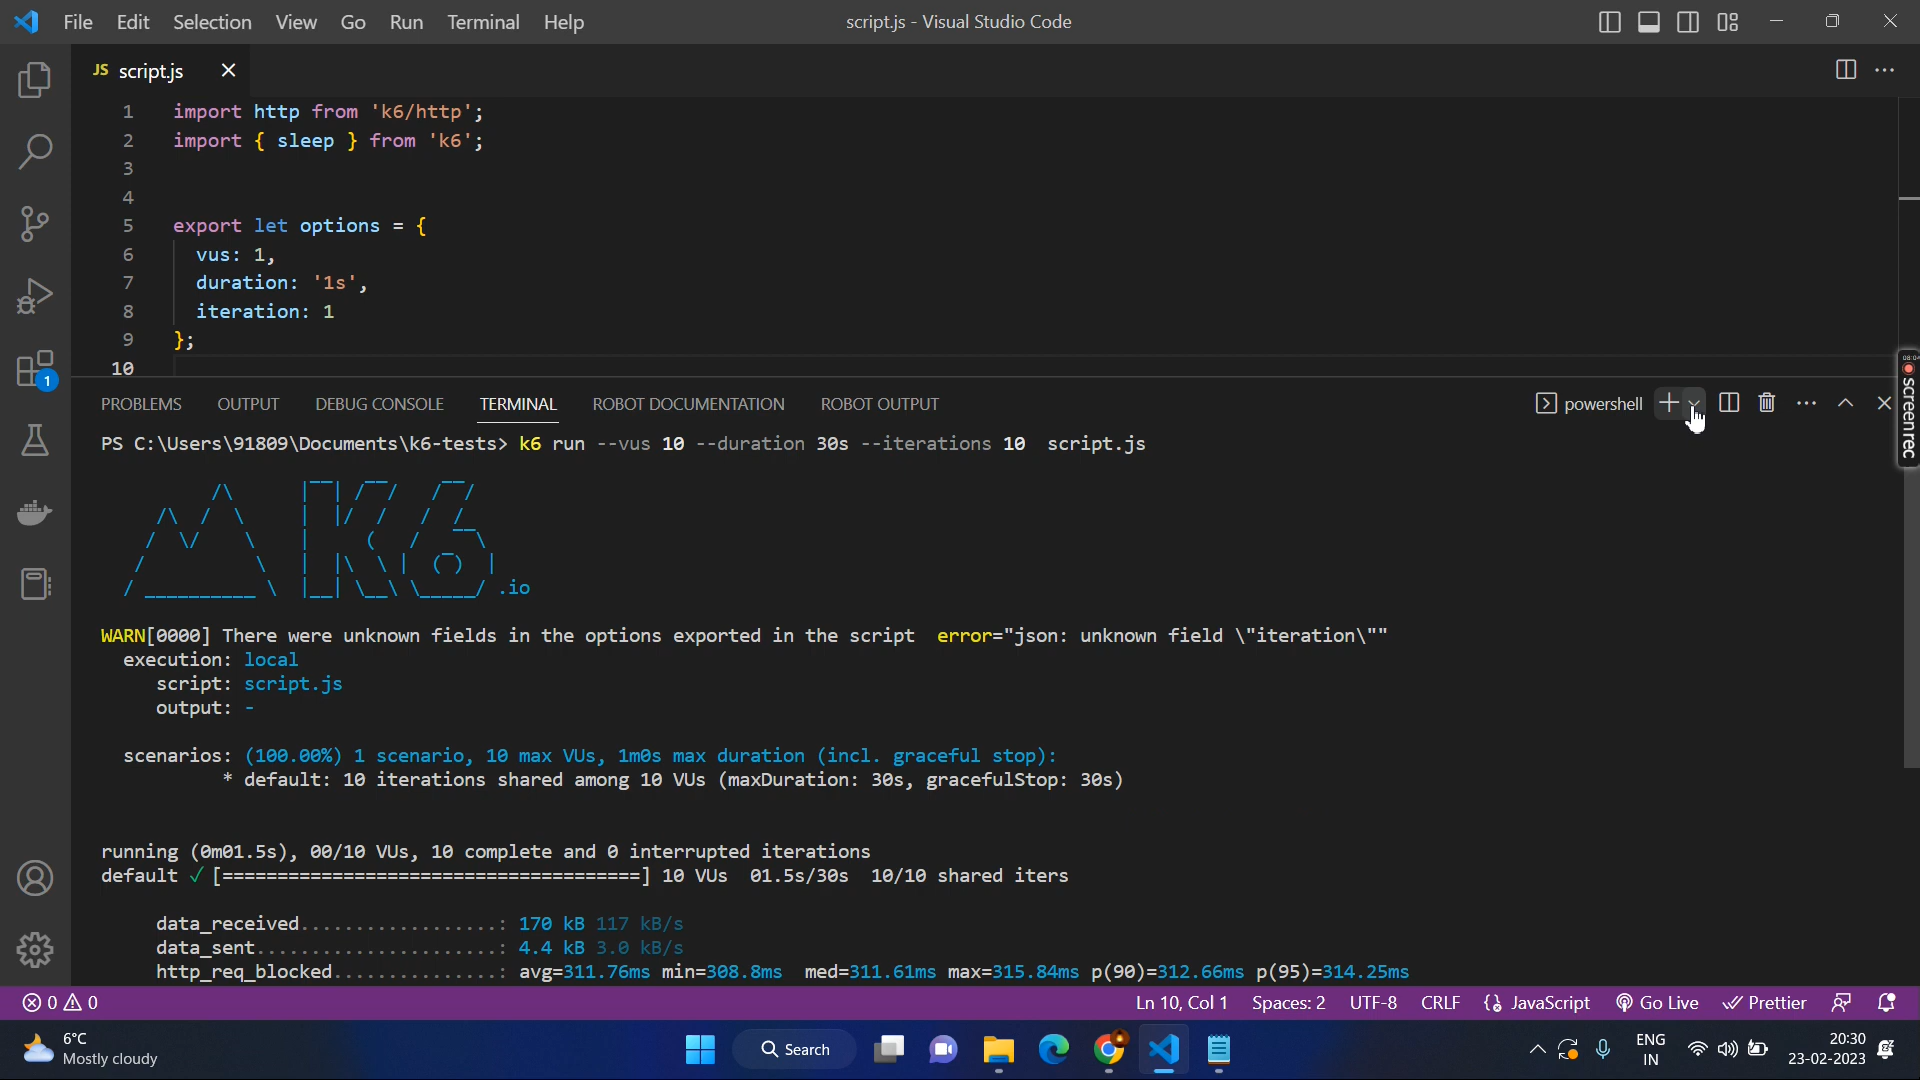 File Edit Selection View Go Run Terminal Help script.js - Visual Studio Code
JS script.js
1 import http from 'k6/http';
2 import { sleep } from 'k6';
3
4
5 export let options = {
6 vus: 1,
7 duration: '1s',
8 iteration: 1
9 };
10
1
PROBLEMS OUTPUT DEBUG CONSOLE TERMINAL ROBOT DOCUMENTATION ROBOT OUTPUT powershell
screenrec
PS C:\Users\91809\Documents\k6-tests> k6 run --vus 10 --duration 30s --iterations 10 script.js
.io
WARN[0000] There were unknown fields in the options exported in the script error="json: unknown field \"iteration\""
execution: local
script: script.js
output: -
scenarios: (100.00%) 1 scenario, 10 max VUs, 1m0s max duration (incl. graceful stop):
* default: 10 iterations shared among 10 VUs (maxDuration: 30s, gracefulStop: 30s)
running (0m01.5s), 00/10 VUs, 10 complete and 0 interrupted iterations
default ✓ [======================================] 10 VUs 01.5s/30s 10/10 shared iters
data_received..................: 170 kB 117 kB/s
data_sent......................: 4.4 kB 3.0 kB/s
http_req_blocked...............: avg=311.76ms min=308.8ms med=311.61ms max=315.84ms p(90)=312.66ms p(95)=314.25ms
0 0 Ln 10, Col 1 Spaces: 2 UTF-8 CRLF {} JavaScript Go Live Prettier
6°C
Mostly cloudy
Search
ENG
IN
20:30
23-02-2023